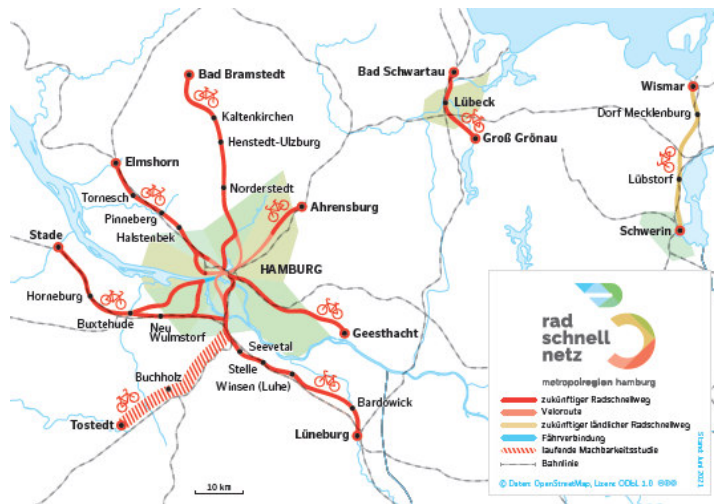 Bad Bramstedt
Kaltenkirchen
Henstedt-Ulzburg
Norderstedt
Elmshorn
Tornesch
Pinneberg
Halstenbek
Ahrensburg
Bad Schwartau
Lübeck
Groß Grönau
Wismar
Dorf Mecklenburg
Lübstorf
Schwerin
Stade
Horneburg
Buxtehude
Neu
Wulmstorf
HAMBURG
Geesthacht
Seevetal
Stelle
Winsen (Luhe)
Bardowick
Lüneburg
Buchholz
Tostedt
10 km
rad
schnell
netz
metropolregion hamburg
zukünftiger Radschnellweg
Veloroute
zukünftiger ländlicher Radschnellweg
Fährverbindung
laufende Machbarkeitsstudie
Bahnlinie
© Daten: OpenStreetMap, Lizenz ODbL 1.0
Stand Juni 2021